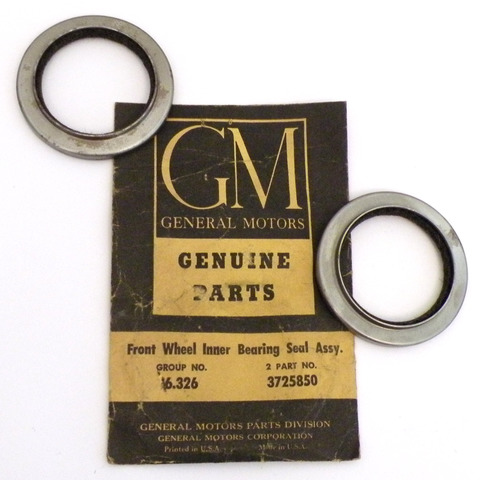 GM
GENERAL MOTORS
GENUINE
PARTS
Front Wheel Inner Bearing Seal Assy.
GROUP NO. 2 PART NO.
6.326 3725850
GENERAL MOTORS PARTS DIVISION
GENERAL MOTORS CORPORATION
Printed in U.S.A. Made in U.S.A.